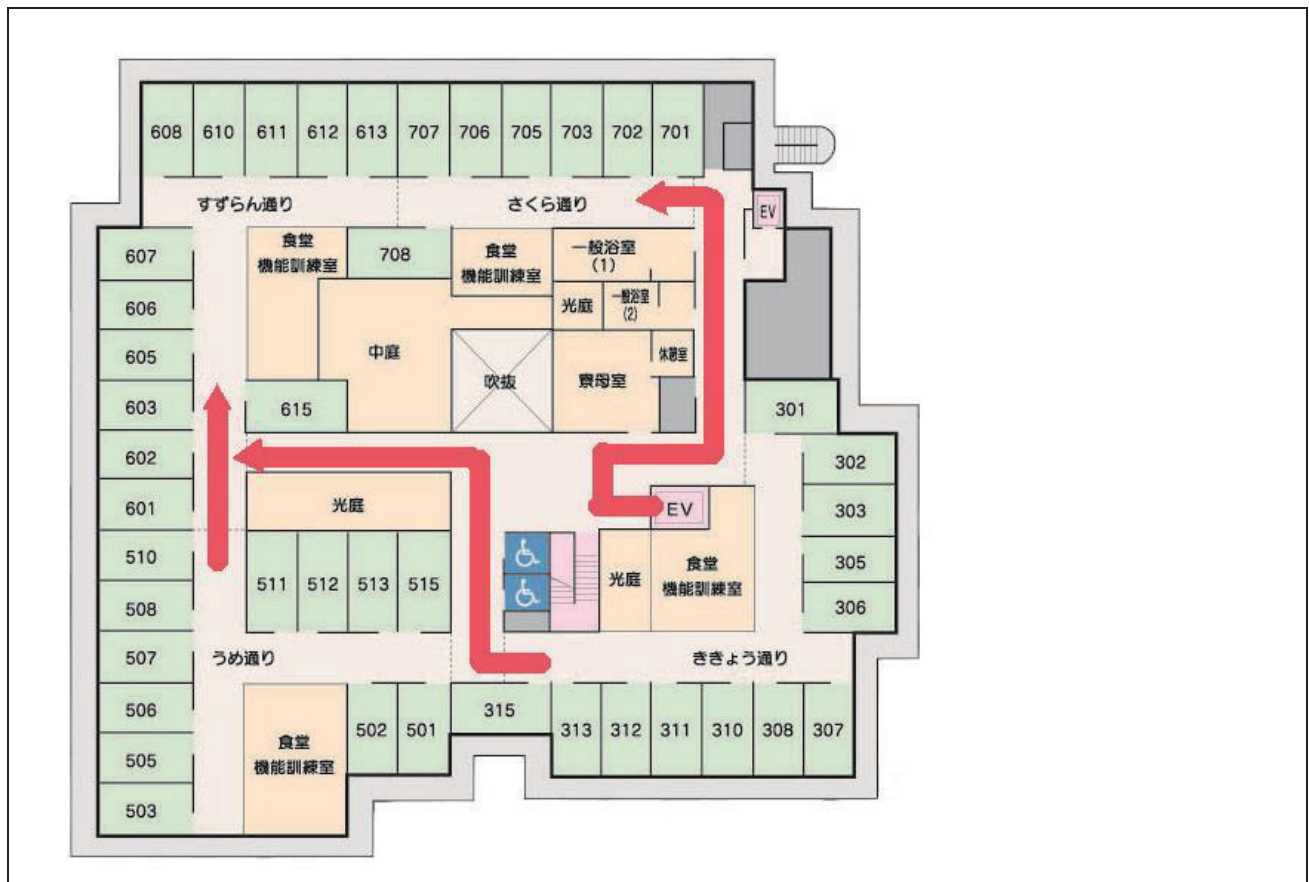 608 610 611 612 613 707 706 705 703 702 701
すずらん通り
さくら通り
EV
607
食堂
機能訓練室
708
食堂
機能訓練室
一般浴室
(1)
606
光庭
一般浴室
(2)
605
中庭
吹抜
寮母室
休憩室
603
615
301
602
302
601
光庭
EV
303
510
511 512 513 515
光庭
食堂
機能訓練室
305
508
306
507
うめ通り
ききょう通り
506
315
502 501
313 312 311 310 308 307
505
食堂
機能訓練室
503